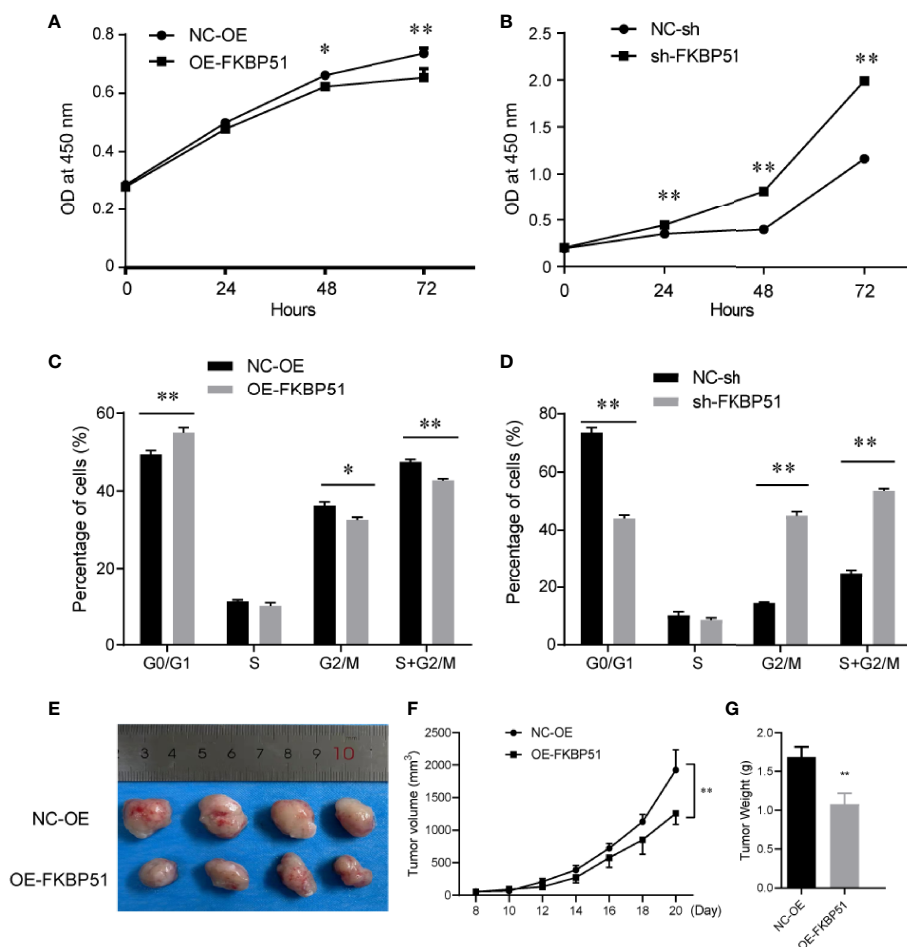 A
NC-OE
OE-FKBP51
*
**
OD at 450 nm
0.8
0.6
0.4
0.2
0.0
0 24 48 72
Hours
B
NC-sh
sh-FKBP51
**
**
**
OD at 450 nm
2.5
2.0
1.5
1.0
0.5
0
0 24 48 72
Hours
C
NC-OE
OE-FKBP51
**
*
**
Percentage of cells (%)
60
40
20
0
G0/G1 S G2/M S+G2/M
D
NC-sh
sh-FKBP51
**
**
**
Percentage of cells (%)
80
60
40
20
0
G0/G1 S G2/M S+G2/M
E
3 4 5 6 7 8 9 10
NC-OE
OE-FKBP51
F
NC-OE
OE-FKBP51
**
Tumor volume (mm³)
2500
2000
1500
1000
500
0
8 10 12 14 16 18 20 (Day)
G
**
Tumor Weight (g)
2.0
1.5
1.0
0.5
0.0
NC-OE
OE-FKBP51